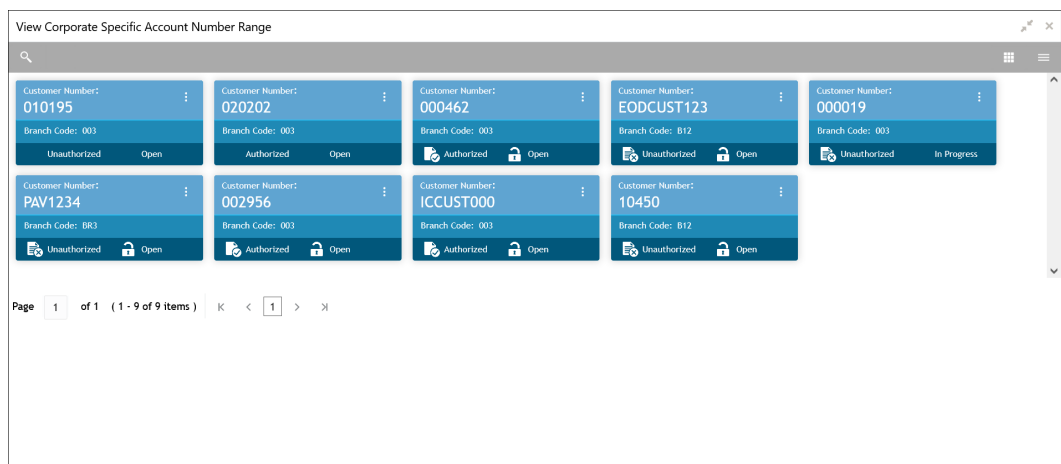 View Corporate Specific Account Number Range
Customer Number:
010195
Branch Code: 003
Unauthorized Open
Customer Number:
020202
Branch Code: 003
Authorized Open
Customer Number:
000462
Branch Code: 003
Authorized Open
Customer Number:
EODCUST123
Branch Code: B12
Unauthorized Open
Customer Number:
000019
Branch Code: 003
Unauthorized In Progress
Customer Number:
PAV1234
Branch Code: BR3
Unauthorized Open
Customer Number:
002956
Branch Code: 003
Authorized Open
Customer Number:
ICCUST000
Branch Code: 003
Authorized Open
Customer Number:
10450
Branch Code: B12
Unauthorized Open
Page 1 of 1 ( 1 - 9 of 9 items ) 1